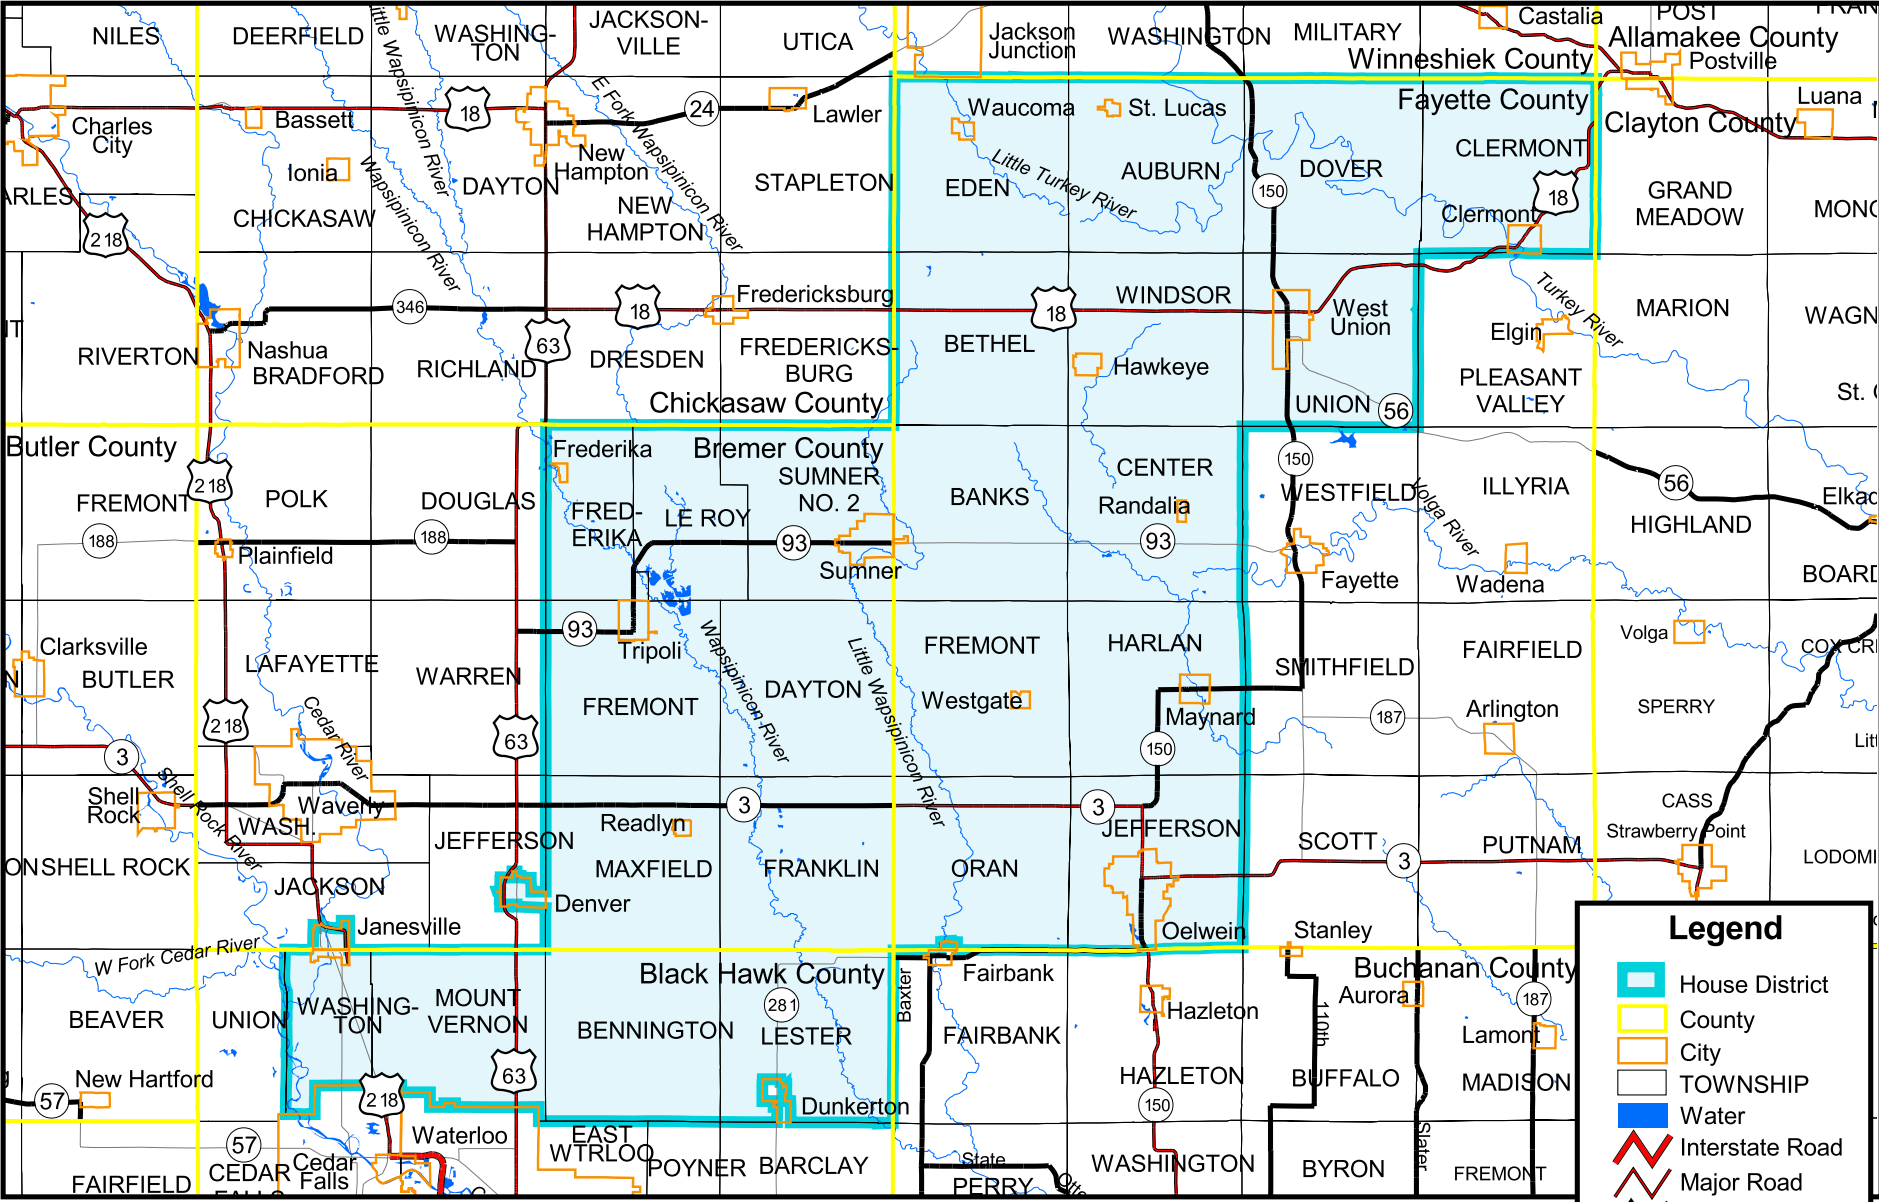 NILES
DEERFIELD
Little Wapsipinicon River
WASHING-
TON
JACKSON-
VILLE
UTICA
Jackson
Junction
WASHINGTON
MILITARY
Castalia
POST
Winneshiek County
Allamakee County
Postville
Charles
City
Bassett
18
E Fork Wapsipinicon River
24
Lawler
Waucoma
St. Lucas
Fayette County
Clayton County
Luana
Ionia
Wapsipinicon River
DAYTON
New
Hampton
STAPLETON
EDEN
Little Turkey River
AUBURN
150
DOVER
CLERMONT
18
GRAND
MEADOW
CHICKASAW
NEW
HAMPTON
Clermont
218
346
63
18
Fredericksburg
18
WINDSOR
West
Union
Turkey River
Elgin
MARION
RIVERTON
Nashua
BRADFORD
RICHLAND
DRESDEN
FREDERICKS-
BURG
BETHEL
Hawkeye
PLEASANT
VALLEY
St.
Chickasaw County
UNION
56
Butler County
Frederika
Bremer County
218
FREMONT
POLK
DOUGLAS
FRED-
ERIKA
LE ROY
SUMNER
NO. 2
BANKS
CENTER
Randalia
150
WESTFIELD
Volga River
ILLYRIA
56
HIGHLAND
188
188
Plainfield
93
Sumner
93
Fayette
Wadena
Clarksville
BUTLER
LAFAYETTE
WARREN
93
Tripoli
FREMONT
Wapsipinicon River
DAYTON
Little Wapsipinicon River
FREMONT
HARLAN
Westgate
Maynard
SMITHFIELD
FAIRFIELD
Volga
SPERRY
218
Cedar River
63
150
187
Arlington
3
Shell
Rock
Shell Rock River
Waverly
WASH.
JEFFERSON
Readlyn
3
3
JEFFERSON
CASS
Strawberry Point
SHELL ROCK
JACKSON
MAXFIELD
FRANKLIN
ORAN
SCOTT
3
PUTNAM
Denver
Janesville
W Fork Cedar River
Oelwein
Stanley
Black Hawk County
Baxter
Fairbank
Buchanan County
BEAVER
UNION
WASHING-
TON
MOUNT
VERNON
BENNINGTON
281
LESTER
FAIRBANK
Hazleton
110th
Aurora
187
Lamont
New Hartford
57
218
63
Dunkerton
HAZLETON
150
BUFFALO
MADISON
57
Waterloo
Cedar
Falls
CEDAR
FAIRFIELD
EAST
WTRLOO
POYNER
BARCLAY
State
PERRY
WASHINGTON
BYRON
Slater
FREMONT
Legend
House District
County
City
TOWNSHIP
Water
Interstate Road
Major Road